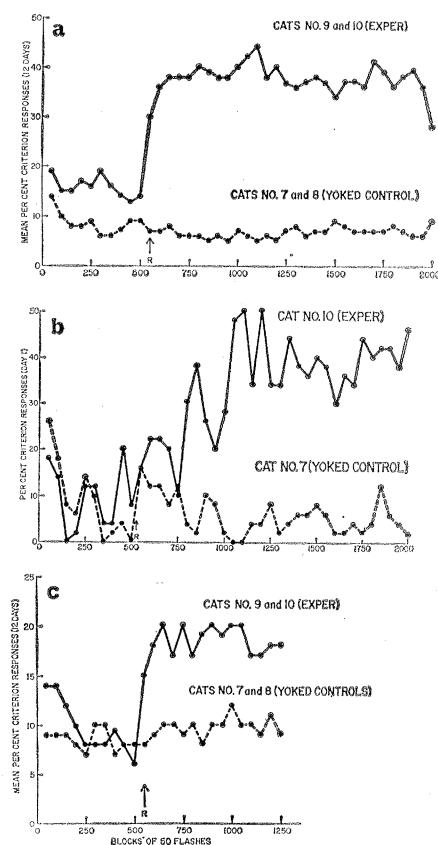 a
CATS NO. 9 and 10 (EXPER)
MEAN PER CENT CRITERION RESPONSES (12 DAYS)
50
40
30
20
10
0
CATS NO. 7 and 8 (YOKED CONTROL)
R
0 250 500 750 1000 1250 1500 1750 2000
b
CAT NO. 10 (EXPER)
PER CENT CRITERION RESPONSES (DAY 1)
50
40
30
20
10
0
CAT NO. 7 (YOKED CONTROL)
R
0 250 500 750 1000 1250 1500 1750 2000
c
CATS NO. 9 and 10 (EXPER)
MEAN PER CENT CRITERION RESPONSES (12 DAYS)
25
20
15
10
5
0
CATS NO. 7 and 8 (YOKED CONTROLS)
R
0 250 500 750 1000 1250
BLOCKS OF 50 FLASHES